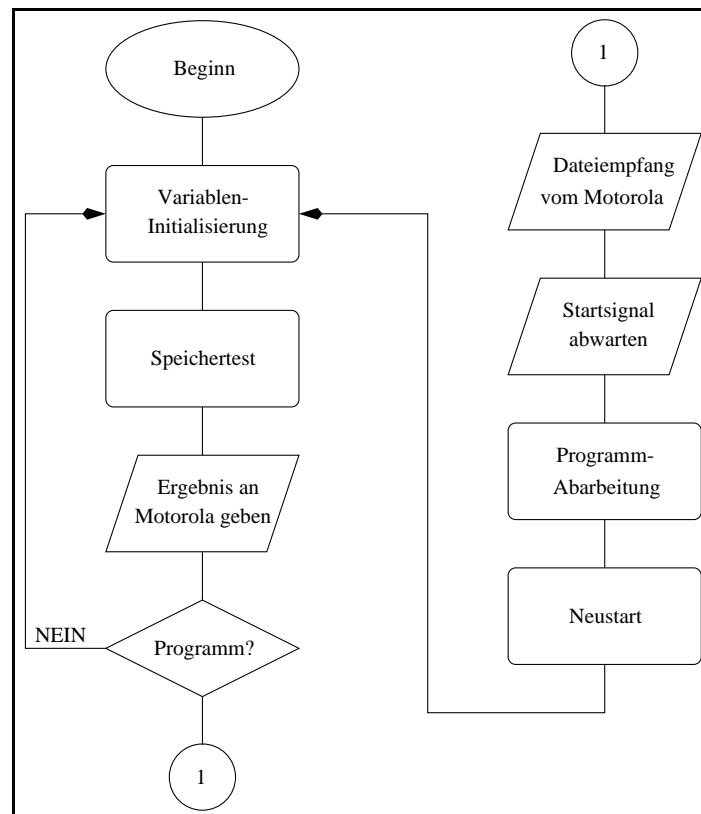 Beginn
Variablen-
Initialisierung
Speichertest
Ergebnis an
Motorola geben
NEIN
Programm?
1
1
Dateiempfang
vom Motorola
Startsignal
abwarten
Programm-
Abarbeitung
Neustart